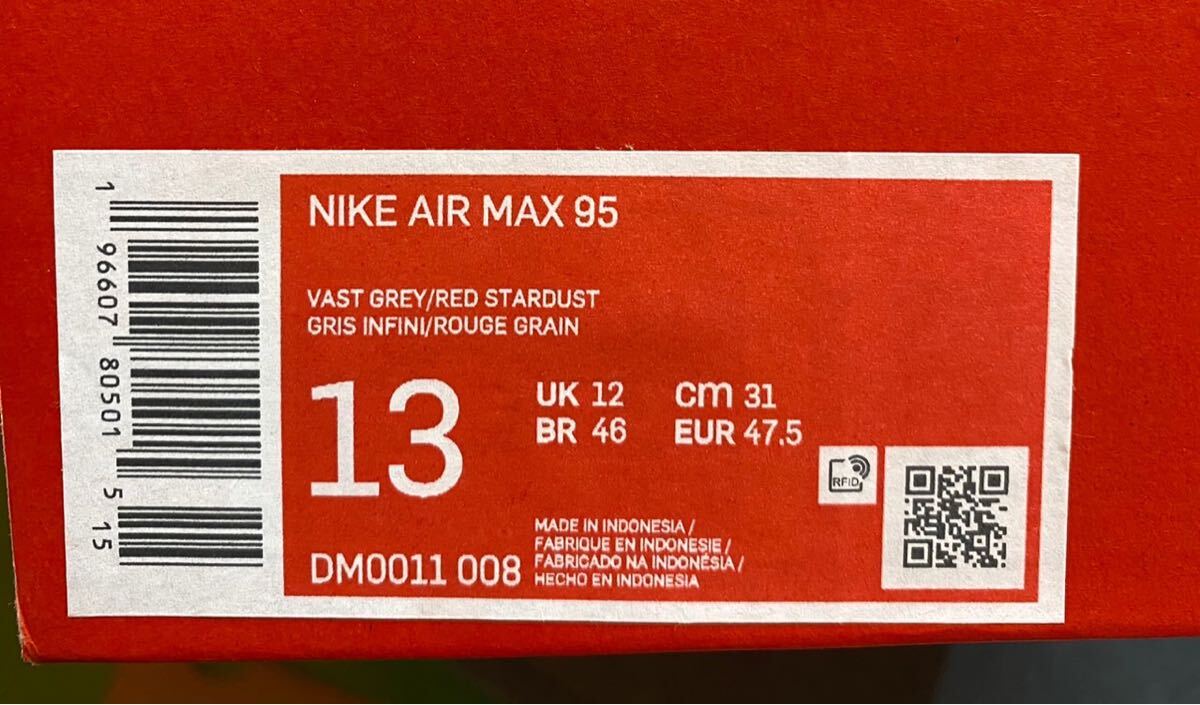 NIKE AIR MAX 95
VAST GREY/RED STARDUST
GRIS INFINI/ROUGE GRAIN
13
UK 12 cm 31
BR 46 EUR 47.5
RFID
DM0011 008
MADE IN INDONESIA /
FABRIQUE EN INDONESIE /
FABRICADO NA INDONÉSIA /
HECHO EN INDONESIA
1 96607 80501 5 15